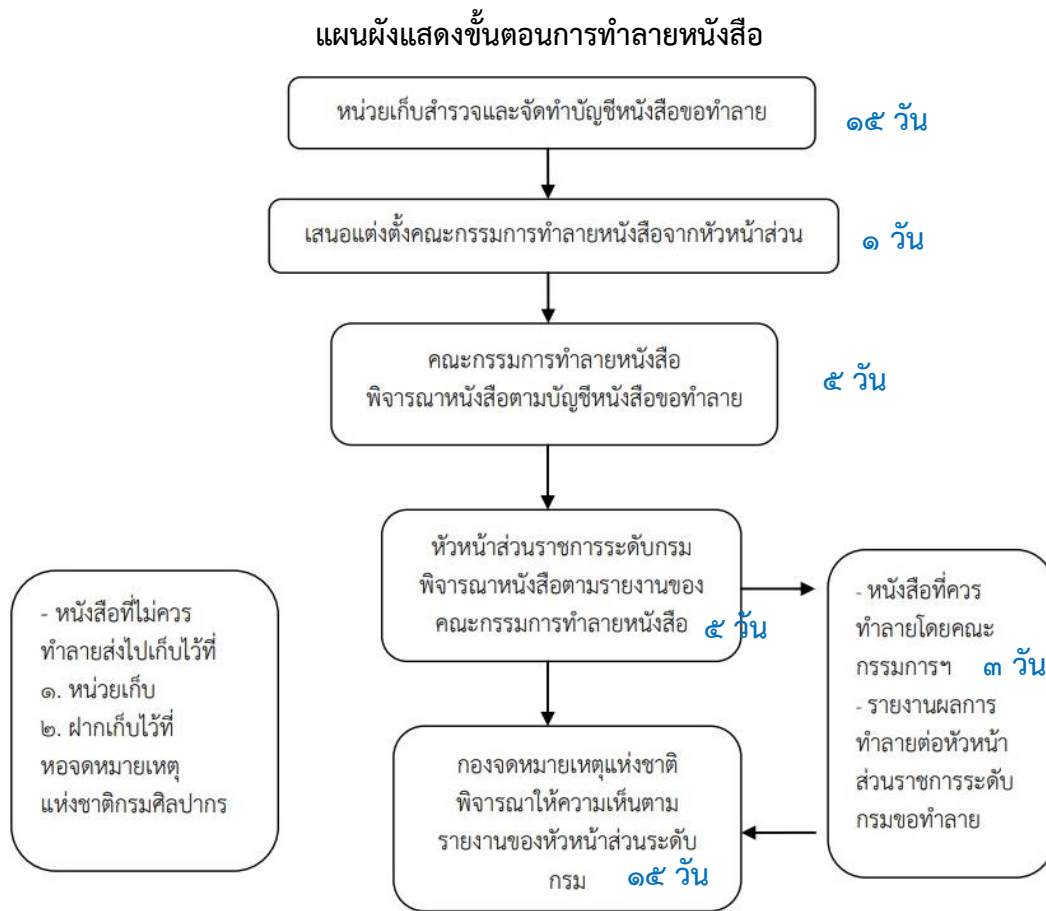 แผนผังแสดงขั้นตอนการทำลายหนังสือ
หน่วยเก็บสำรวจและจัดทำบัญชีหนังสือขอทำลาย
๑๕ วัน
เสนอแต่งตั้งคณะกรรมการทำลายหนังสือจากหัวหน้าส่วน
๑ วัน
คณะกรรมการทำลายหนังสือ
พิจารณาหนังสือตามบัญชีหนังสือขอทำลาย
๕ วัน
หัวหน้าส่วนราชการระดับกรม
พิจารณาหนังสือตามรายงานของ
คณะกรรมการทำลายหนังสือ
๕ วัน
- หนังสือที่ไม่ควร
ทำลายส่งไปเก็บไว้ที่
๑. หน่วยเก็บ
๒. ฝากเก็บไว้ที่
หอจดหมายเหตุ
แห่งชาติกรมศิลปากร
- หนังสือที่ควร
ทำลายโดยคณะ
กรรมการฯ
๓ วัน
- รายงานผลการ
ทำลายต่อหัวหน้า
ส่วนราชการระดับ
กรมขอทำลาย
กองจดหมายเหตุแห่งชาติ
พิจารณาให้ความเห็นตาม
รายงานของหัวหน้าส่วนระดับ
กรม
๑๕ วัน